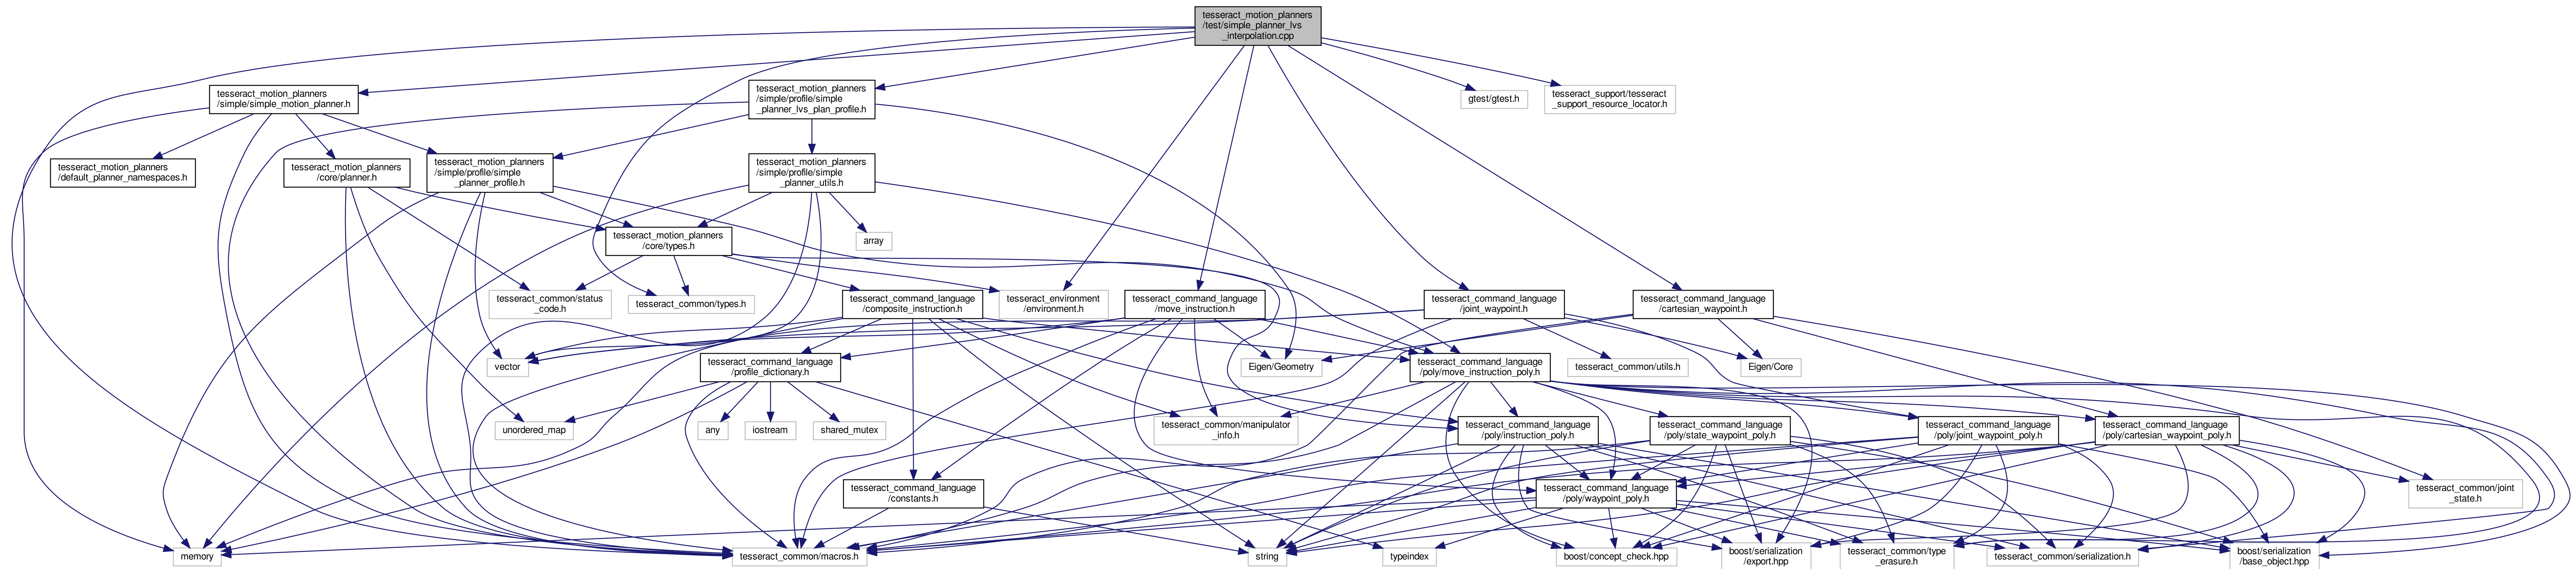 tesseract_motion_planners
/test/simple_planner_lvs
_interpolation.cpp
tesseract_motion_planners
/simple/simple_motion_planner.h
tesseract_motion_planners
/simple/profile/simple
_planner_lvs_plan_profile.h
gtest/gtest.h
tesseract_support/tesseract
_support_resource_locator.h
tesseract_motion_planners
/default_planner_namespaces.h
tesseract_motion_planners
/core/planner.h
tesseract_motion_planners
/simple/profile/simple
_planner_profile.h
tesseract_motion_planners
/simple/profile/simple
_planner_utils.h
tesseract_motion_planners
/core/types.h
array
tesseract_common/status
_code.h
tesseract_common/types.h
tesseract_command_language
/composite_instruction.h
tesseract_environment
/environment.h
tesseract_command_language
/move_instruction.h
tesseract_command_language
/joint_waypoint.h
tesseract_command_language
/cartesian_waypoint.h
vector
tesseract_command_language
/profile_dictionary.h
Eigen/Geometry
tesseract_command_language
/poly/move_instruction_poly.h
tesseract_common/utils.h
Eigen/Core
unordered_map
any
iostream
shared_mutex
tesseract_common/manipulator
_info.h
tesseract_command_language
/poly/instruction_poly.h
tesseract_command_language
/poly/state_waypoint_poly.h
tesseract_command_language
/poly/joint_waypoint_poly.h
tesseract_command_language
/poly/cartesian_waypoint_poly.h
tesseract_command_language
/constants.h
tesseract_command_language
/poly/waypoint_poly.h
tesseract_common/joint
_state.h
memory
tesseract_common/macros.h
string
typeindex
boost/concept_check.hpp
boost/serialization
/export.hpp
tesseract_common/type
_erasure.h
tesseract_common/serialization.h
boost/serialization
/base_object.hpp